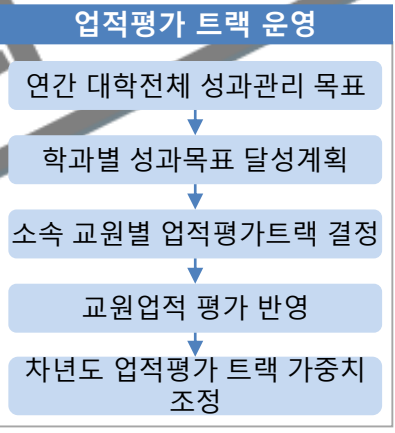 업적평가 트랙 운영
연간 대학전체 성과관리 목표
학과별 성과목표 달성계획
소속 교원별 업적평가트랙 결정
교원업적 평가 반영
차년도 업적평가 트랙 가중치
조정